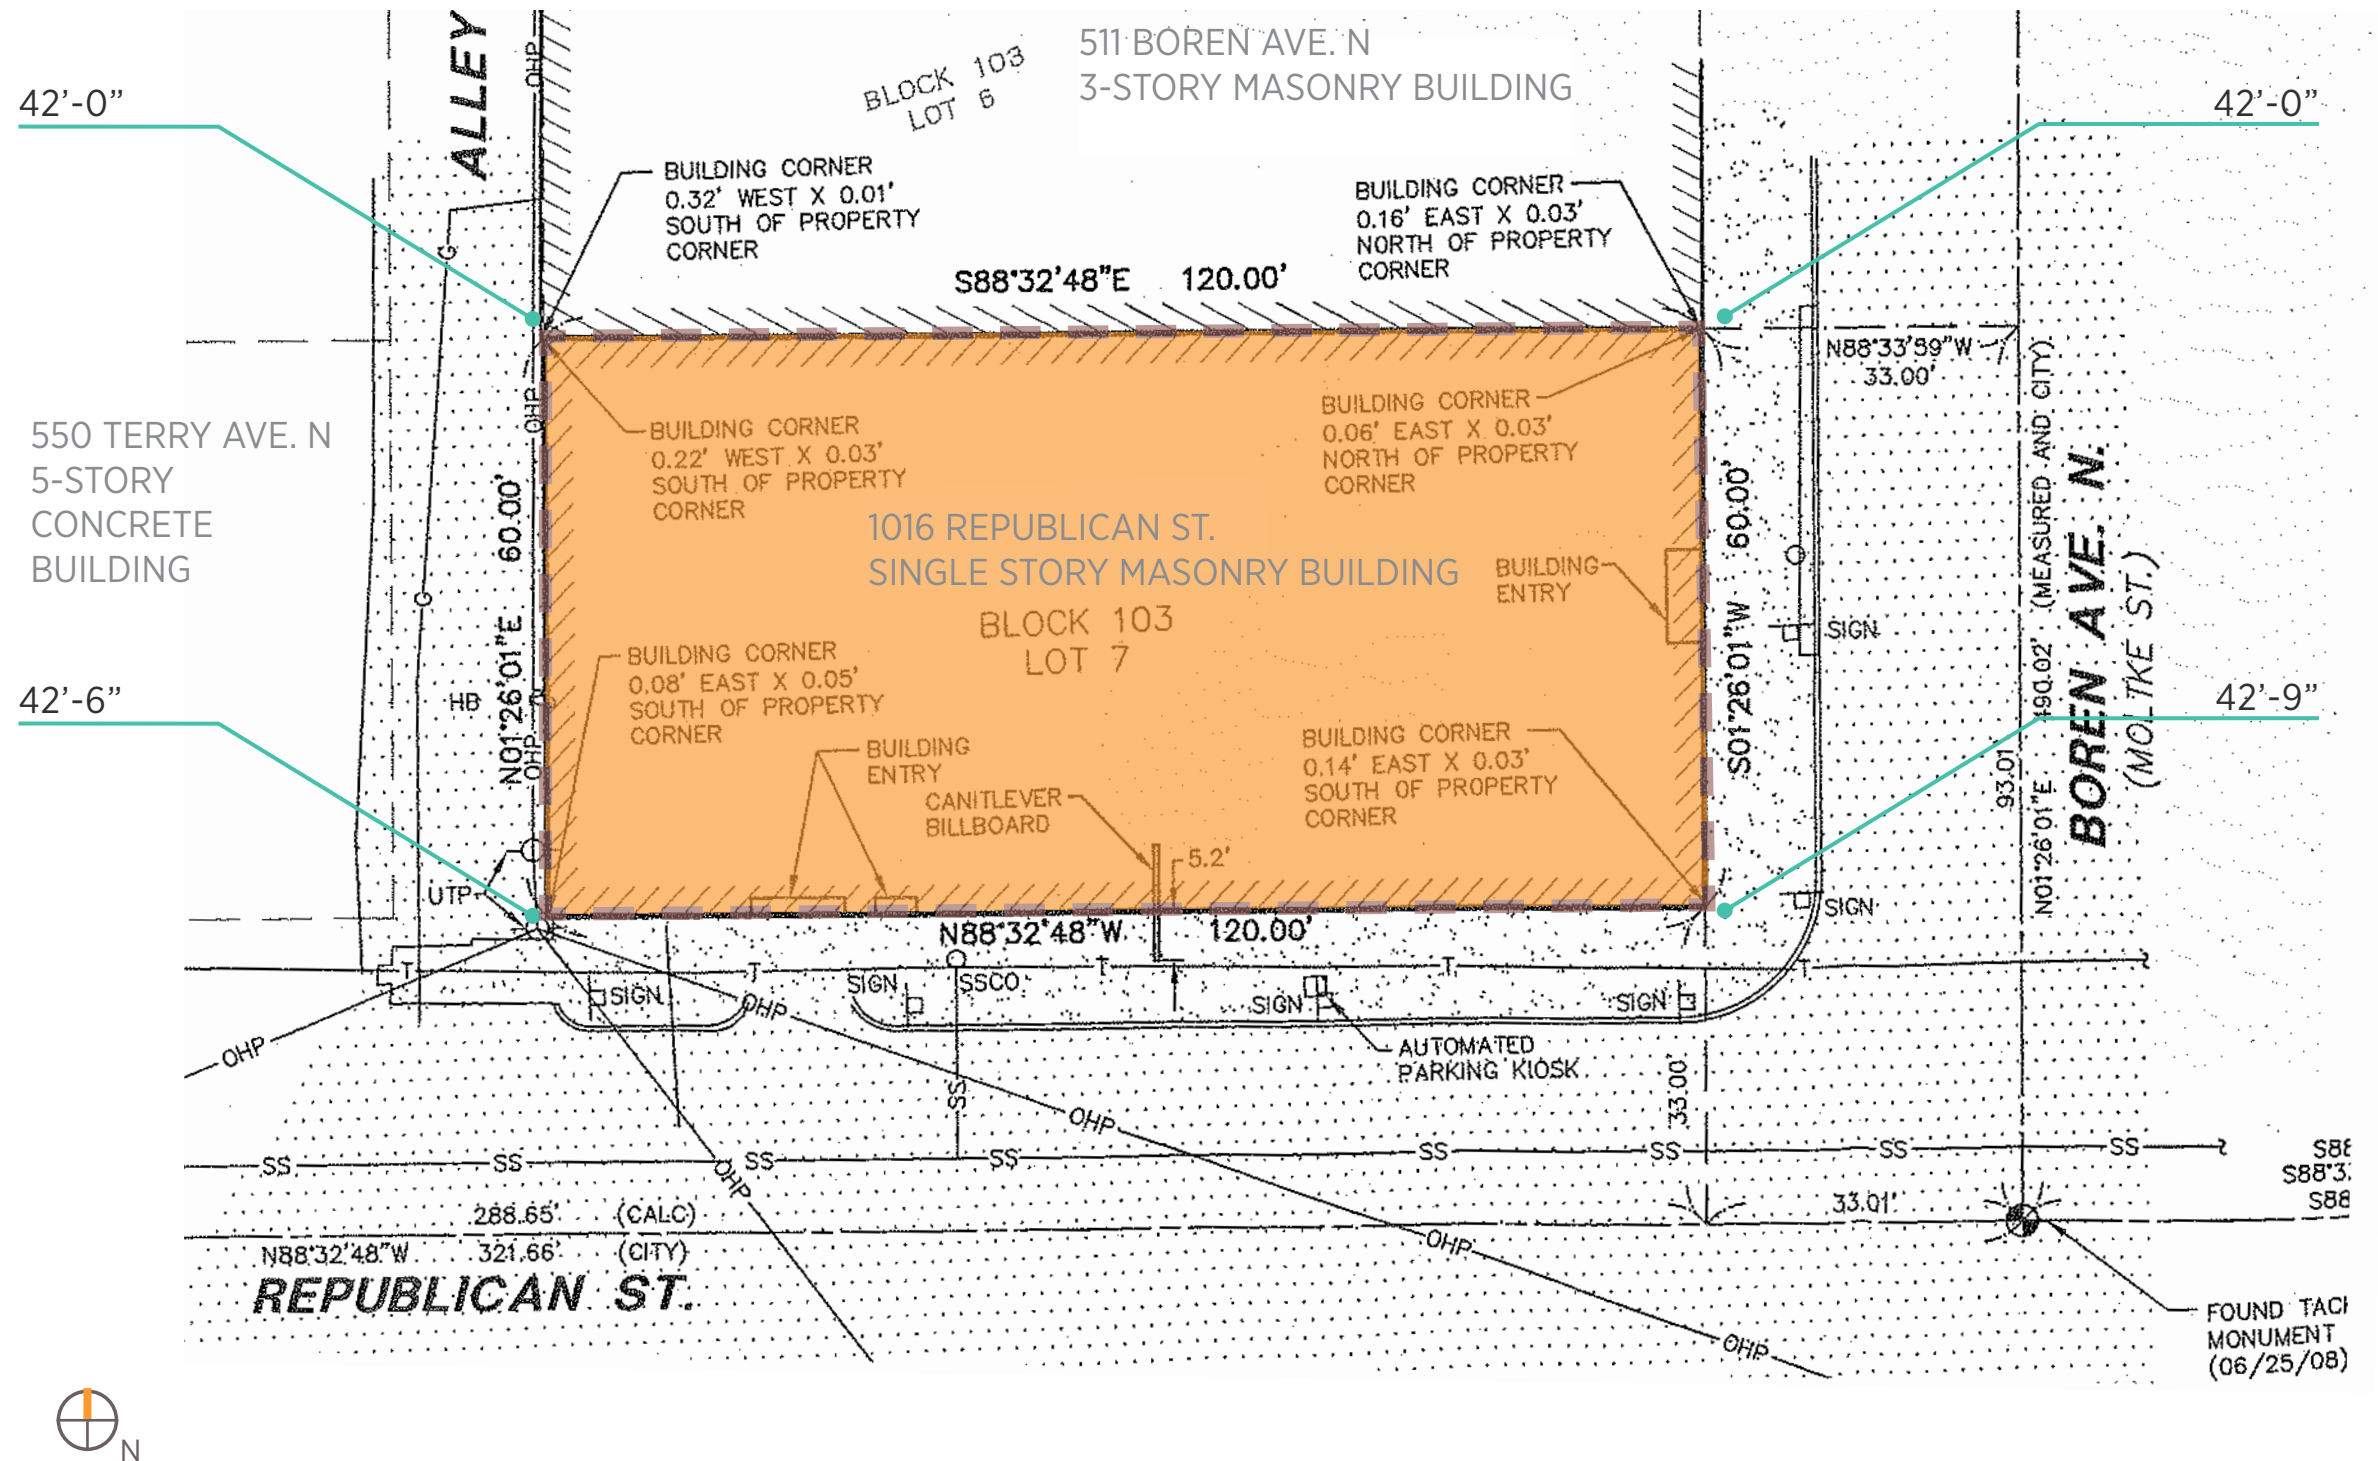 ALLEY
OHP
BLOCK 103
LOT 6
511 BOREN AVE. N
3-STORY MASONRY BUILDING
42'-0”
42'-0”
BUILDING CORNER
0.32' WEST X 0.01'
SOUTH OF PROPERTY
CORNER
BUILDING CORNER
0.16' EAST X 0.03'
NORTH OF PROPERTY
CORNER
G
S88°32'48"E 120.00'
N88°33'59"W
33.00'
OHP
BUILDING CORNER
0.22' WEST X 0.03'
SOUTH OF PROPERTY
CORNER
BUILDING CORNER
0.06' EAST X 0.03'
NORTH OF PROPERTY
CORNER
550 TERRY AVE. N
5-STORY
CONCRETE
BUILDING
N01°26'01"E 60.00'
1016 REPUBLICAN ST.
SINGLE STORY MASONRY BUILDING
BLOCK 103
LOT 7
BUILDING
ENTRY
S01°26'01"W 60.00'
SIGN
N01°26'01"E 490.02' (MEASURED AND CITY)
93.01'
BOREN AVE. N.
(MOLTKE ST.)
G
42'-6”
HB
OHP
BUILDING CORNER
0.08' EAST X 0.05'
SOUTH OF PROPERTY
CORNER
BUILDING
ENTRY
CANITLEVER
BILLBOARD
5.2'
BUILDING CORNER
0.14' EAST X 0.03'
SOUTH OF PROPERTY
CORNER
42'-9”
UTP
SIGN
N88°32'48"W 120.00'
T
T
T
T
T
SIGN
OHP
SIGN
SSCO
SIGN
SIGN
OHP
AUTOMATED
PARKING KIOSK
33.00'
SS
OHP
SS
SS
SS
SS
SS
SS
SS
SS
OHP
288.65' (CALC)
N88°32'48"W 321.66' (CITY)
REPUBLICAN ST.
33.01'
OHP
OHP
S88
S88°3
S88
FOUND TAC
MONUMENT
(06/25/08)
N